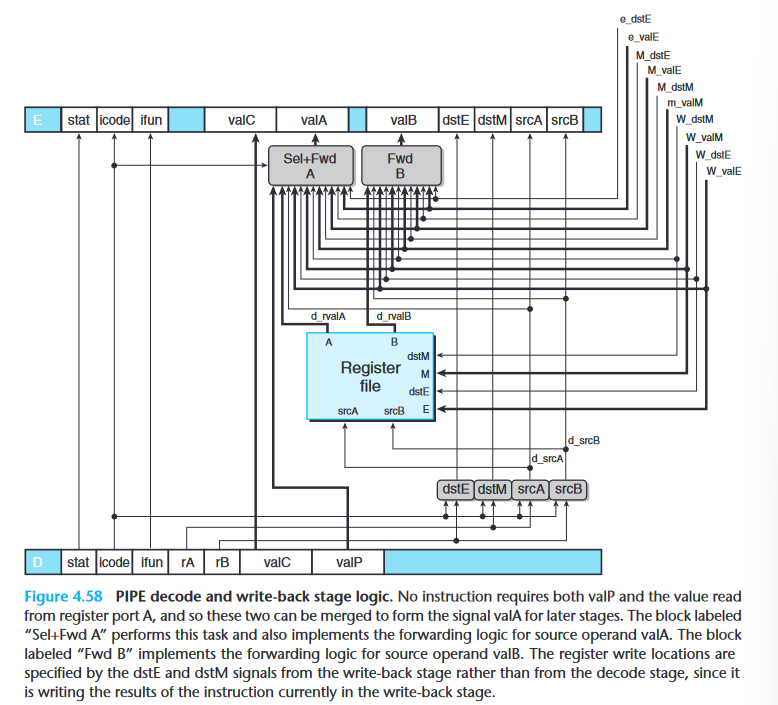 e_dstE
e_valE
M_dstE
M_valE
M_dstM
m_valM
W_dstM
W_valM
W_dstE
W_valE
E stat icode ifun valC valA valB dstE dstM srcA srcB
Sel+Fwd
A
Fwd
B
d_rvalA d_rvalB
A B
dstM
Register
file
M
dstE
srcA srcB E
d_srcB
d_srcA
dstE dstM srcA srcB
D stat icode ifun rA rB valC valP
Figure 4.58 PIPE decode and write-back stage logic. No instruction requires both valP and the value read
from register port A, and so these two can be merged to form the signal valA for later stages. The block labeled
“Sel+Fwd A” performs this task and also implements the forwarding logic for source operand valA. The block
labeled “Fwd B” implements the forwarding logic for source operand valB. The register write locations are
specified by the dstE and dstM signals from the write-back stage rather than from the decode stage, since it
is writing the results of the instruction currently in the write-back stage.